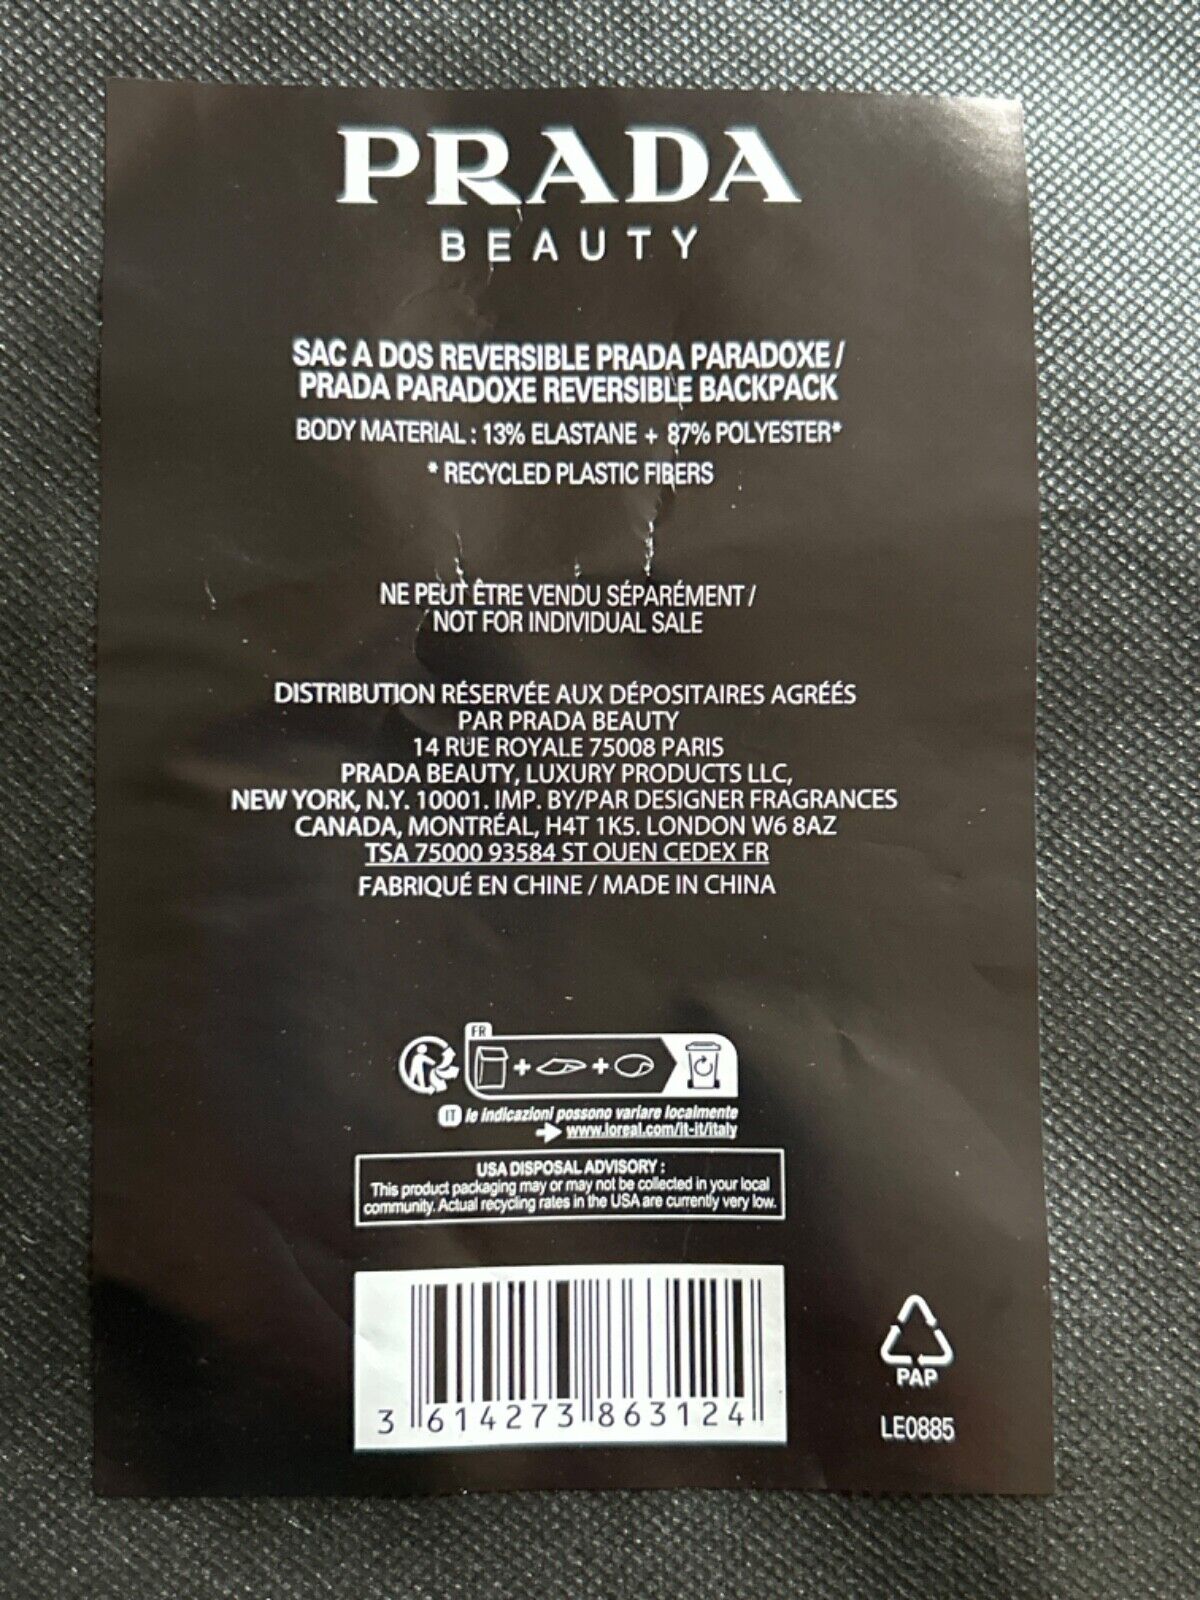 PRADA
BEAUTY
SAC A DOS REVERSIBLE PRADA PARADOXE /
PRADA PARADOXE REVERSIBLE BACKPACK
BODY MATERIAL : 13% ELASTANE + 87% POLYESTER*
* RECYCLED PLASTIC FIBERS
NE PEUT ÊTRE VENDU SÉPARÉMENT /
NOT FOR INDIVIDUAL SALE
DISTRIBUTION RÉSERVÉE AUX DÉPOSITAIRES AGRÉÉS
PAR PRADA BEAUTY
14 RUE ROYALE 75008 PARIS
PRADA BEAUTY, LUXURY PRODUCTS LLC,
NEW YORK, N.Y. 10001. IMP. BY/PAR DESIGNER FRAGRANCES
CANADA, MONTRÉAL, H4T 1K5. LONDON W6 8AZ
TSA 75000 93584 ST OUEN CEDEX FR
FABRIQUÉ EN CHINE / MADE IN CHINA
FR
+ +
IT le indicazioni possono variare localmente
www.loreal.com/it-it/italy
USA DISPOSAL ADVISORY :
This product packaging may or may not be collected in your local
community. Actual recycling rates in the USA are currently very low.
3 614273 863124
PAP
LE0885